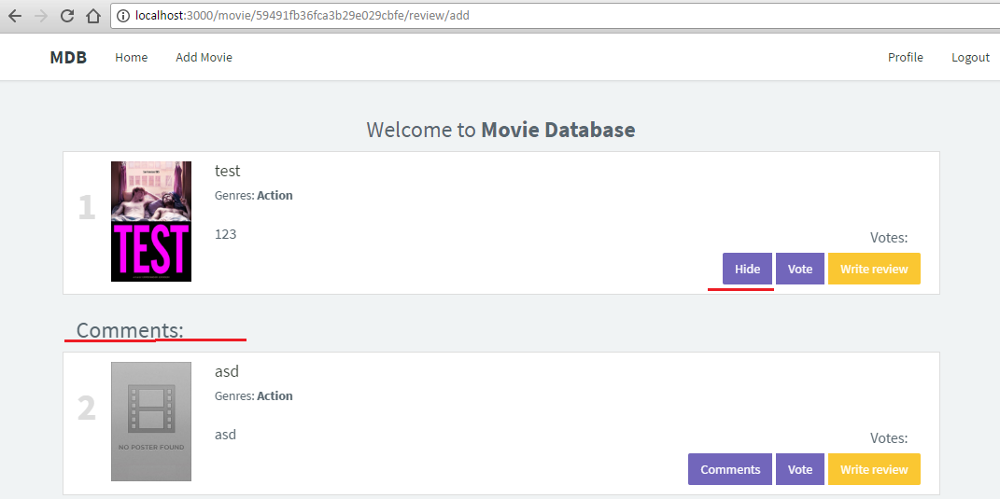 localhost:3000/movie/59491fb36fca3b29e029cbfe/review/add
MDB Home Add Movie Profile Logout
Welcome to Movie Database
1
TEST
test
Genres: Action
123
Votes:
Hide Vote Write review
Comments:
2
NO POSTER FOUND
asd
Genres: Action
asd
Votes:
Comments Vote Write review